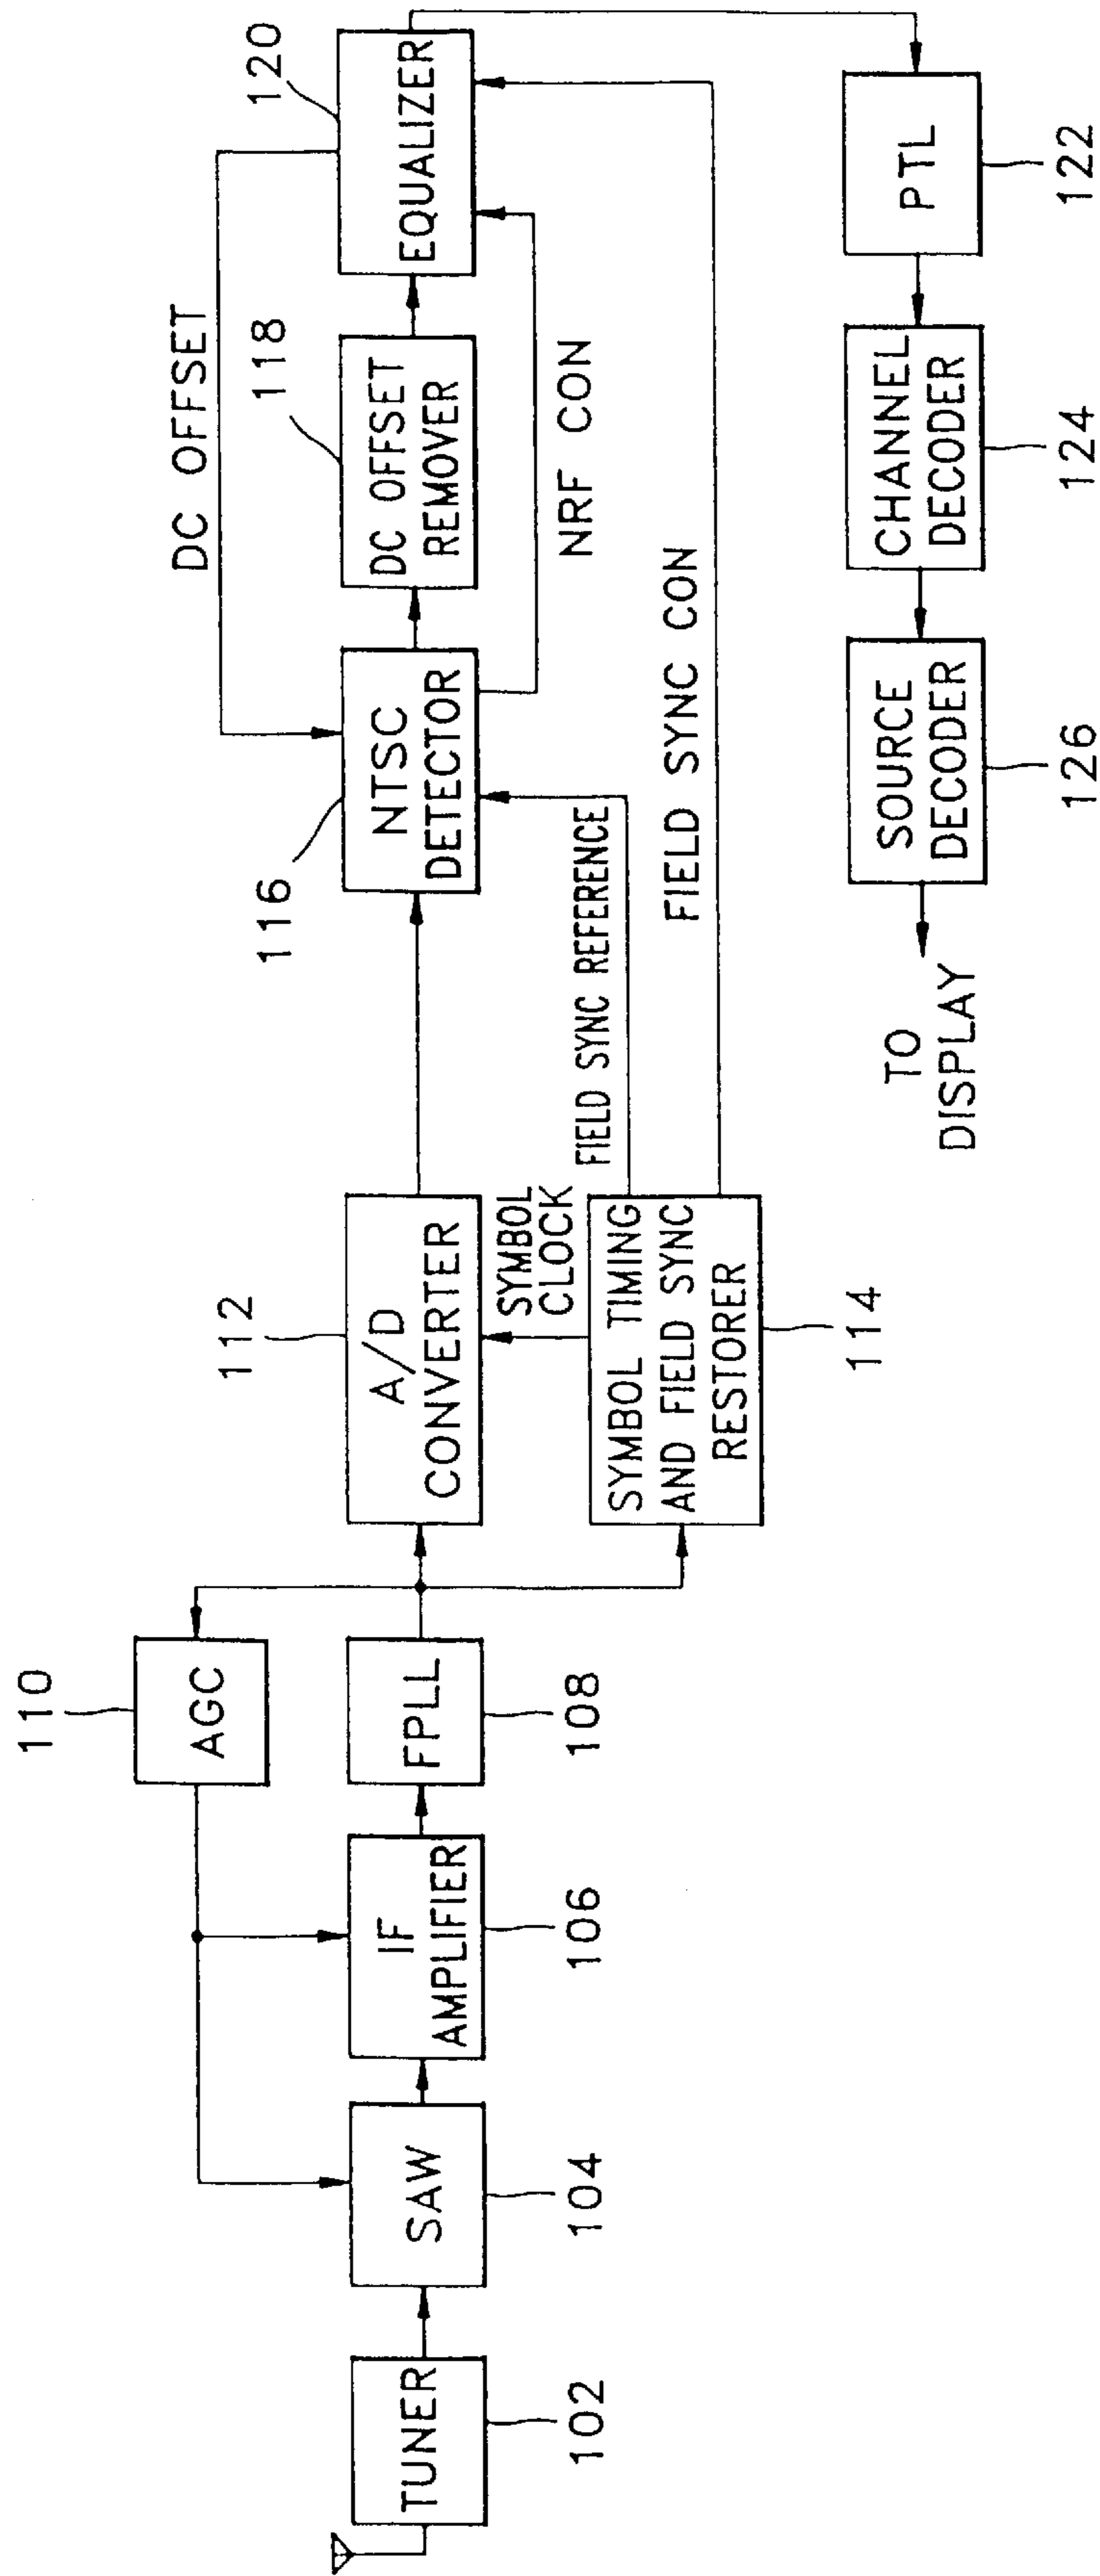 TUNER
102
SAW
104
IF
AMPLIFIER
106
FPLL
108
AGC
110
A/D
CONVERTER
112
SYMBOL
CLOCK
SYMBOL TIMING
AND FIELD SYNC
RESTORER
114
FIELD SYNC REFERENCE
FIELD SYNC CON
NTSC
DETECTOR
116
DC OFFSET
REMOVER
118
DC OFFSET
NRF CON
EQUALIZER
120
PTL
122
CHANNEL
DECODER
124
SOURCE
DECODER
126
TO
DISPLAY